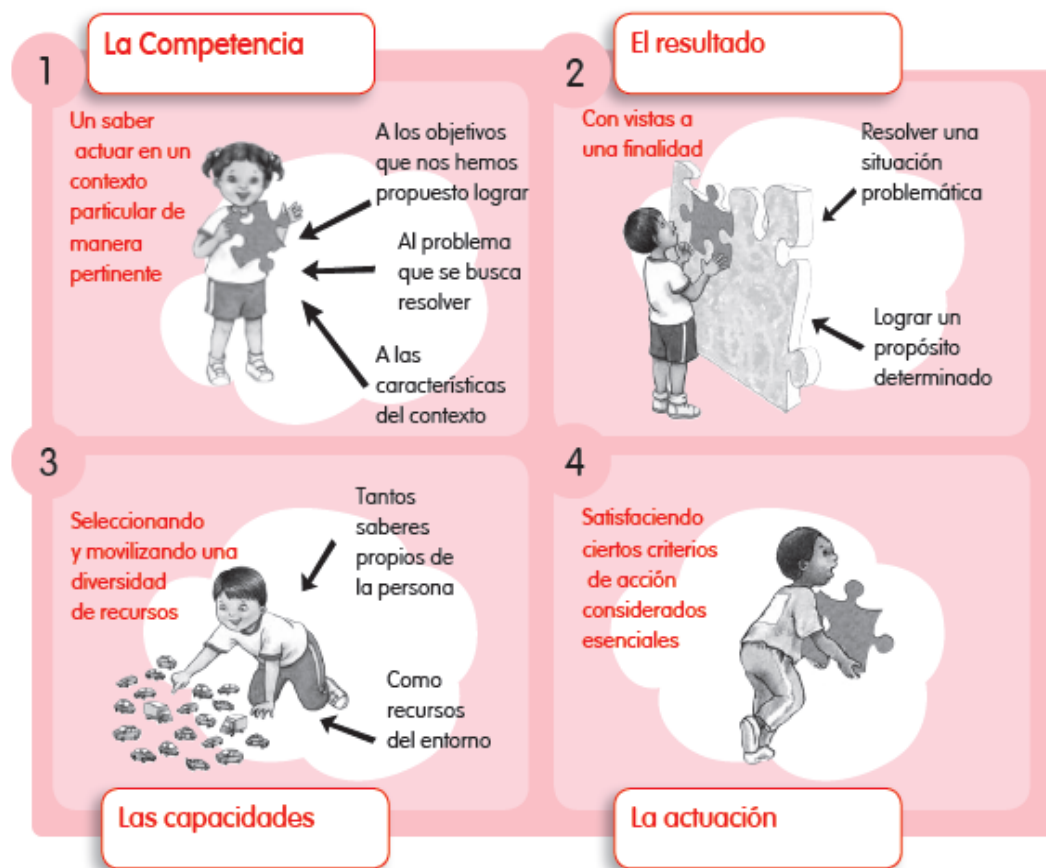 1
La Competencia
Un saber
actuar en un
contexto
particular de
manera
pertinente
A los objetivos
que nos hemos
propuesto lograr
Al problema
que se busca
resolver
A las
características
del contexto
2
El resultado
Con vistas a
una finalidad
Resolver una
situación
problemática
Lograr un
propósito
determinado
3
Seleccionando
y movilizando una
diversidad
de recursos
Tantos
saberes
propios de
la persona
Como
recursos
del entorno
Las capacidades
4
Satisfaciendo
ciertos criterios
de acción
considerados
esenciales
La actuación